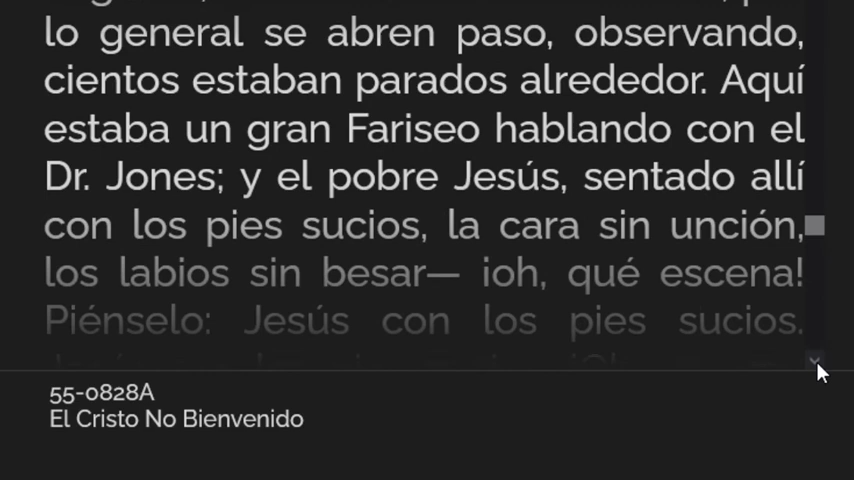 lo general se abren paso, observando,
cientos estaban parados alrededor. Aquí
estaba un gran Fariseo hablando con el
Dr. Jones; y el pobre Jesús, sentado allí
con los pies sucios, la cara sin unción,
los labios sin besar— ¡oh, qué escena!
Piénselo: Jesús con los pies sucios.
55-0828A
El Cristo No Bienvenido